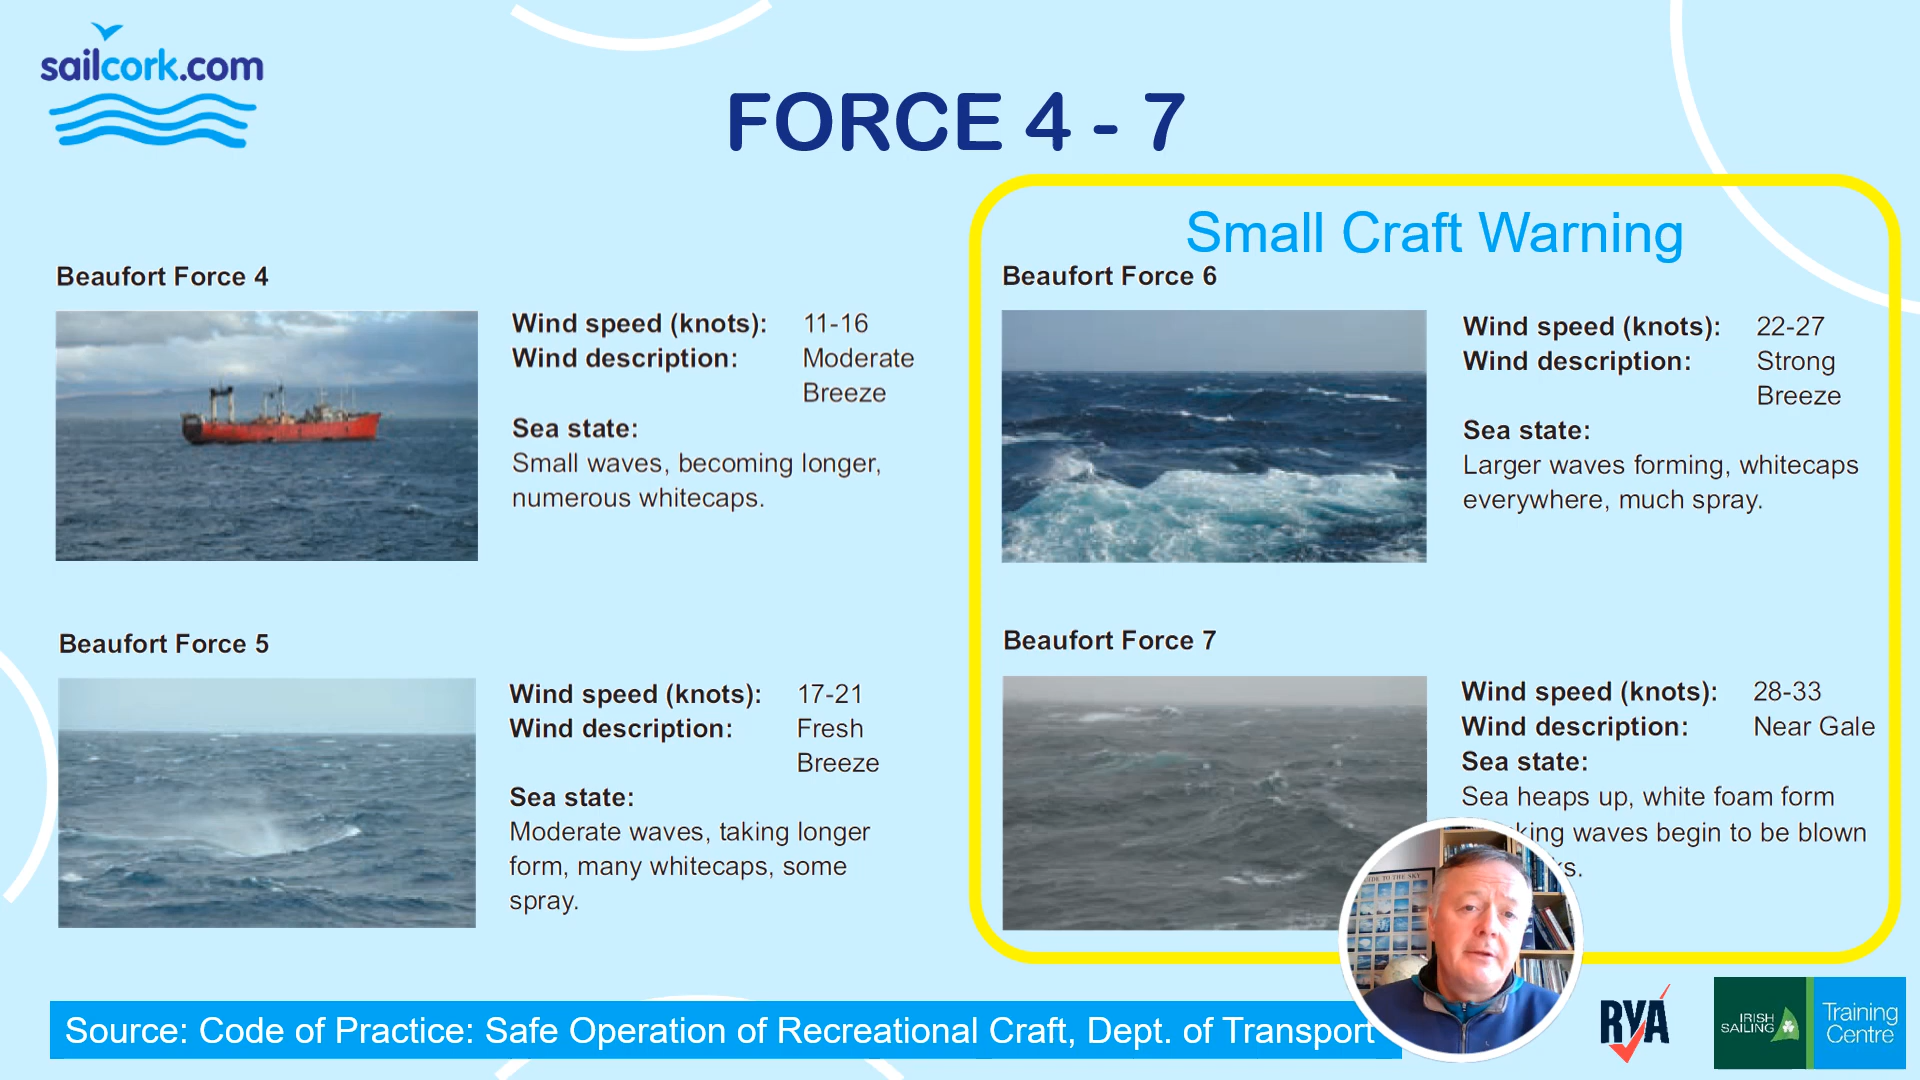 sailcork.com
FORCE 4 - 7
Beaufort Force 4
Wind speed (knots): 11-16
Wind description: Moderate
Breeze
Sea state:
Small waves, becoming longer,
numerous whitecaps.
Beaufort Force 5
Wind speed (knots): 17-21
Wind description: Fresh
Breeze
Sea state:
Moderate waves, taking longer
form, many whitecaps, some
spray.
Small Craft Warning
Beaufort Force 6
Wind speed (knots): 22-27
Wind description: Strong
Breeze
Sea state:
Larger waves forming, whitecaps
everywhere, much spray.
Beaufort Force 7
Wind speed (knots): 28-33
Wind description: Near Gale
Sea state:
Sea heaps up, white foam form
waves begin to be blown
Source: Code of Practice: Safe Operation of Recreational Craft, Dept. of Transport
TO THE SKY
RYA
IRISH
SAILING
Training
Centre